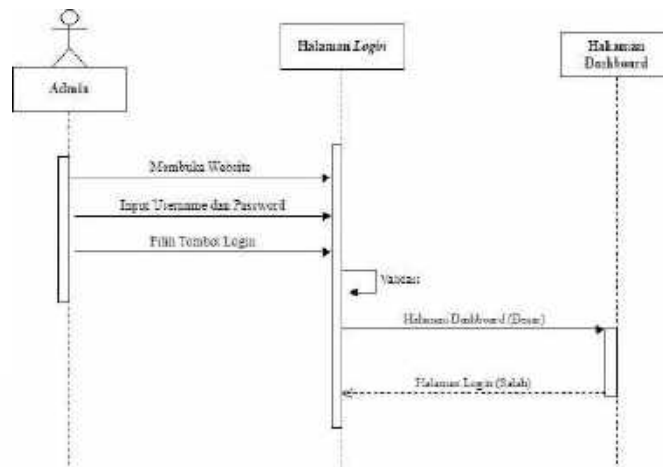 Halaman Login
Halaman
Dashboard
Admin
Membuka Website
Input Username dan Password
Pilih Tombol Login
Validasi
Halaman Dashboard (Benar)
Halaman Login (Salah)